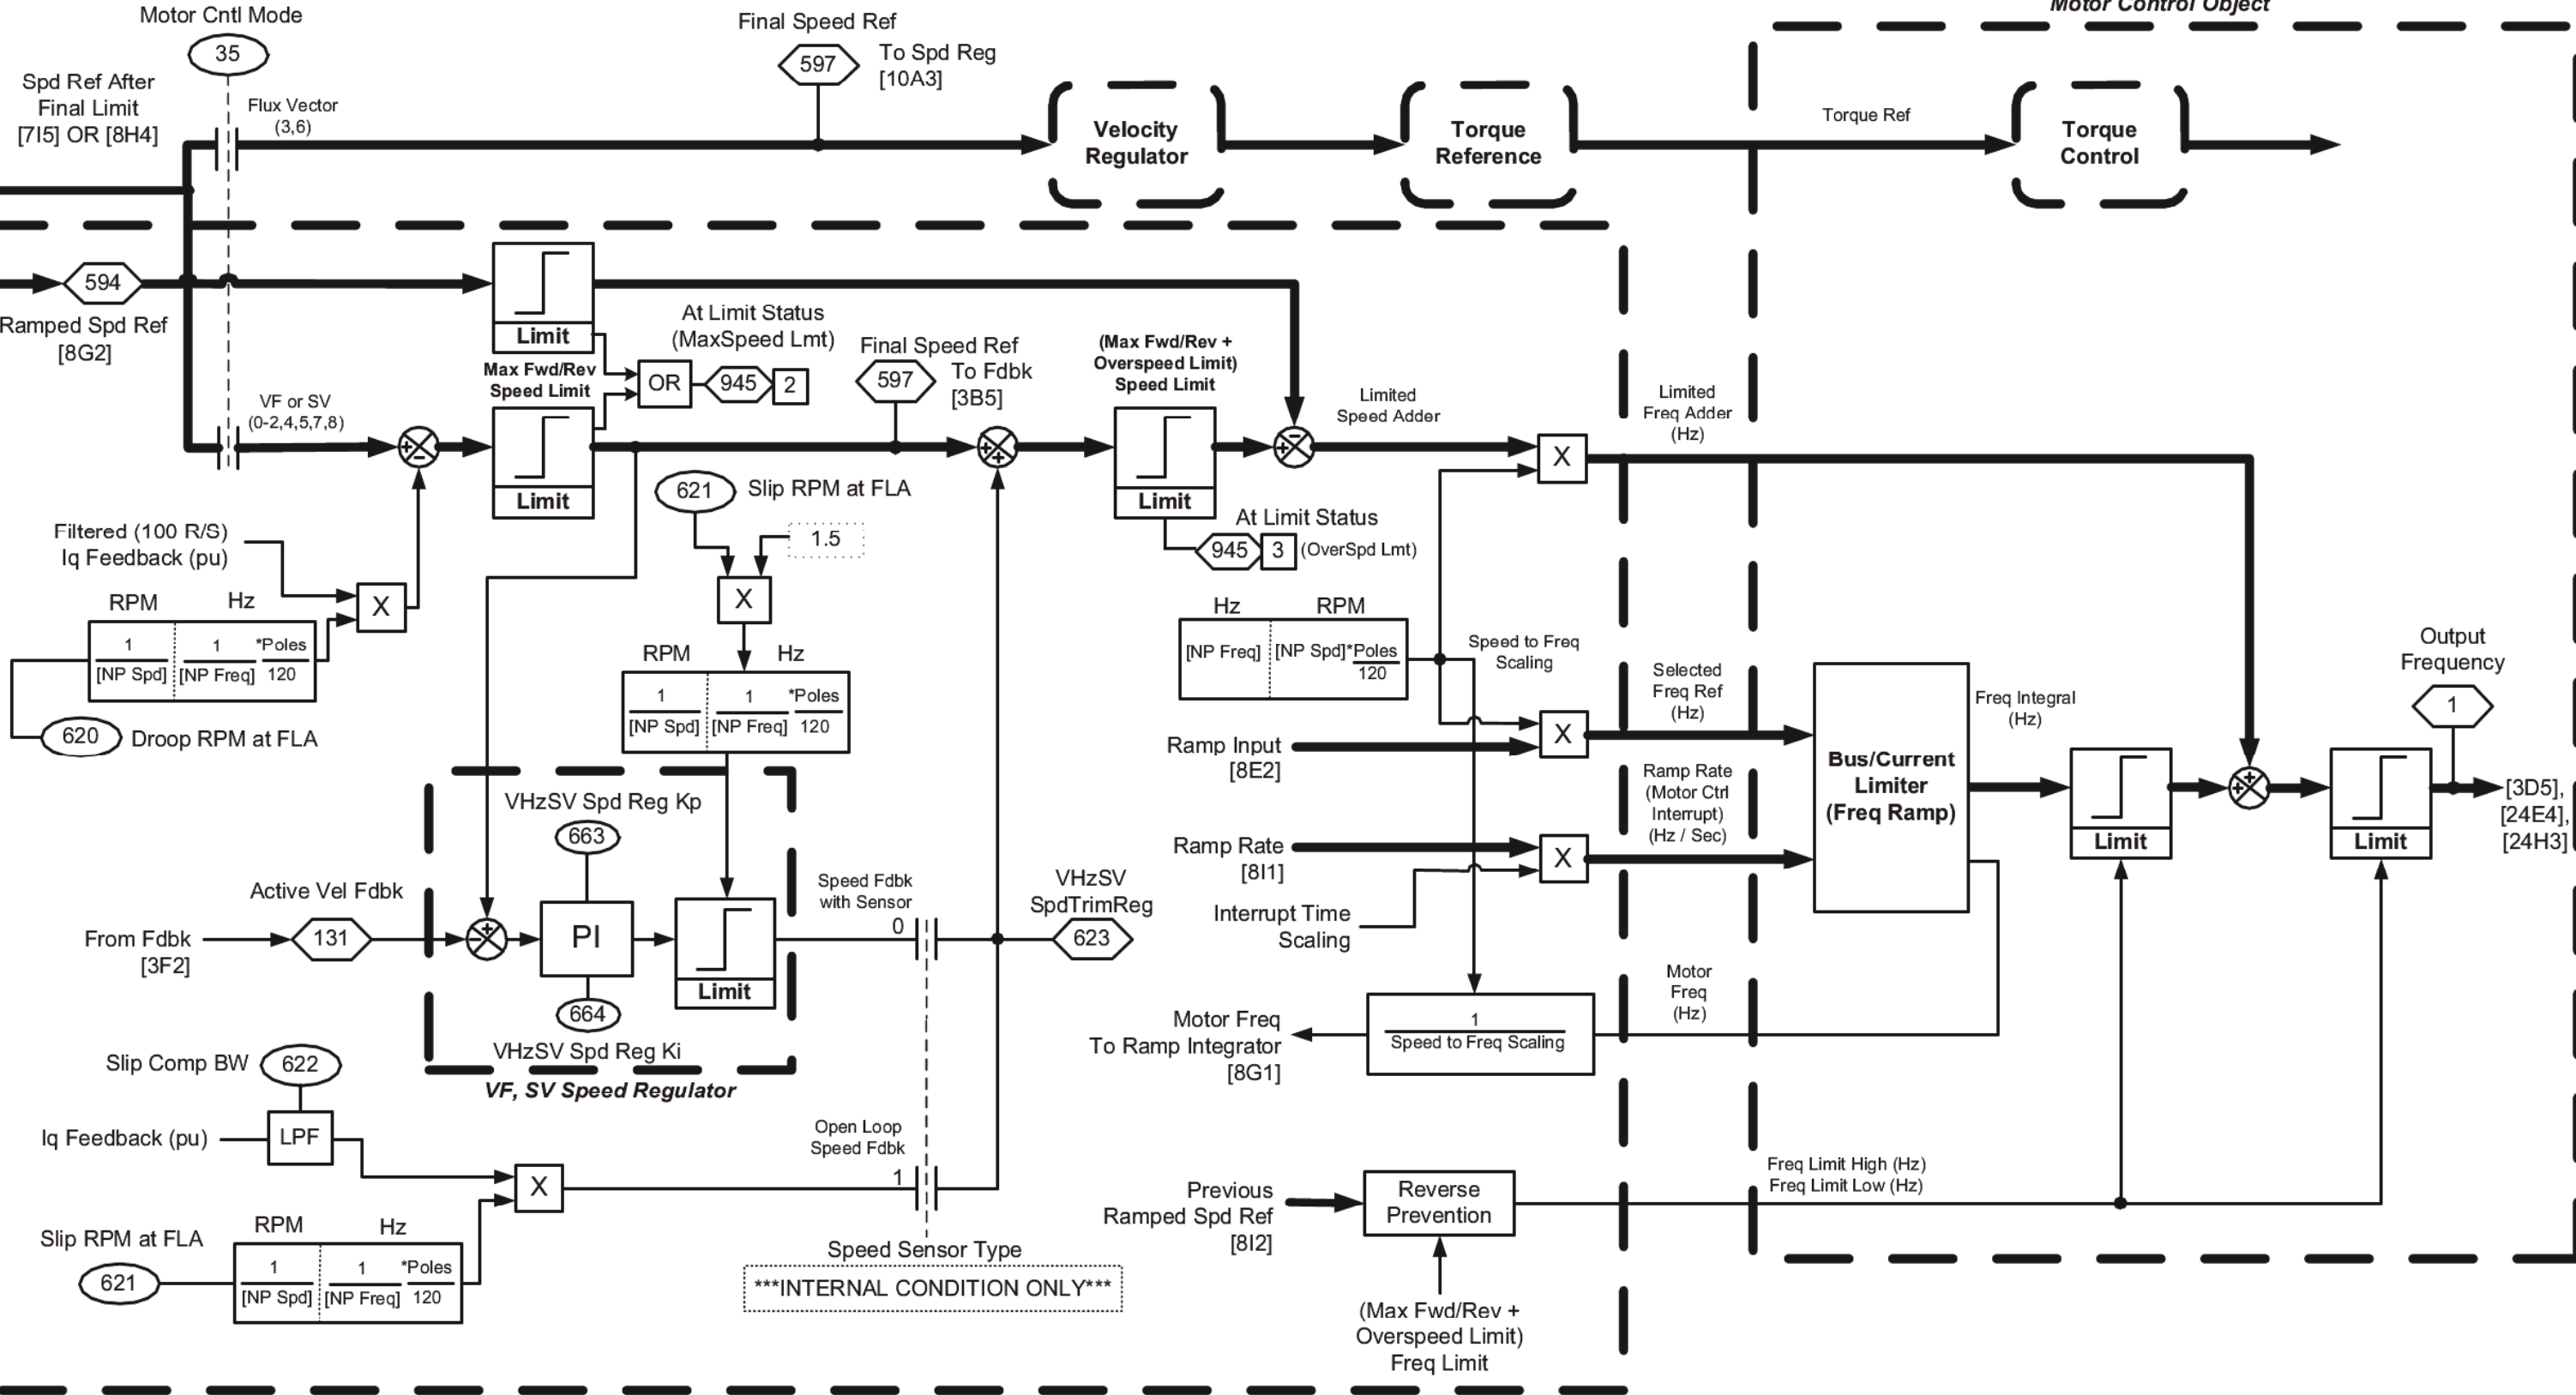 Motor Control Object
Motor Cntl Mode
35
Spd Ref After
Final Limit
[7I5] OR [8H4]
Flux Vector
(3,6)
Final Speed Ref
597
To Spd Reg
[10A3]
Velocity
Regulator
Torque
Reference
Torque Ref
Torque
Control
594
Ramped Spd Ref
[8G2]
Limit
Max Fwd/Rev
Speed Limit
At Limit Status
(MaxSpeed Lmt)
OR
945
2
Final Speed Ref
597
To Fdbk
[3B5]
(Max Fwd/Rev +
Overspeed Limit)
Speed Limit
Limited
Speed Adder
Limited
Freq Adder
(Hz)
VF or SV
(0-2,4,5,7,8)
+
-
Limit
+
+
Limit
-
+
X
621
Slip RPM at FLA
1.5
X
At Limit Status
945
3
(OverSpd Lmt)
Filtered (100 R/S)
Iq Feedback (pu)
X
RPM
Hz
1
[NP Spd]
1
[NP Freq]
*Poles
120
620
Droop RPM at FLA
RPM
Hz
1
[NP Spd]
1
[NP Freq]
*Poles
120
Hz
RPM
[NP Freq]
[NP Spd]*Poles
120
Speed to Freq
Scaling
Selected
Freq Ref
(Hz)
Ramp Input
[8E2]
X
Ramp Rate
(Motor Ctrl
Interrupt)
(Hz / Sec)
Ramp Rate
[8I1]
X
Interrupt Time
Scaling
Bus/Current
Limiter
(Freq Ramp)
Freq Integral
(Hz)
Limit
+
+
Limit
Output
Frequency
1
[3D5],
[24E4],
[24H3]
VHzSV Spd Reg Kp
663
Active Vel Fdbk
From Fdbk
[3F2]
131
+
-
PI
Limit
664
VHzSV Spd Reg Ki
VF, SV Speed Regulator
Speed Fdbk
with Sensor
0
VHzSV
SpdTrimReg
623
Motor
Freq
(Hz)
Motor Freq
To Ramp Integrator
[8G1]
1
Speed to Freq Scaling
Slip Comp BW
622
Iq Feedback (pu)
LPF
X
Open Loop
Speed Fdbk
1
Slip RPM at FLA
621
RPM
Hz
1
[NP Spd]
1
[NP Freq]
*Poles
120
Speed Sensor Type
***INTERNAL CONDITION ONLY***
Previous
Ramped Spd Ref
[8I2]
Reverse
Prevention
Freq Limit High (Hz)
Freq Limit Low (Hz)
(Max Fwd/Rev +
Overspeed Limit)
Freq Limit